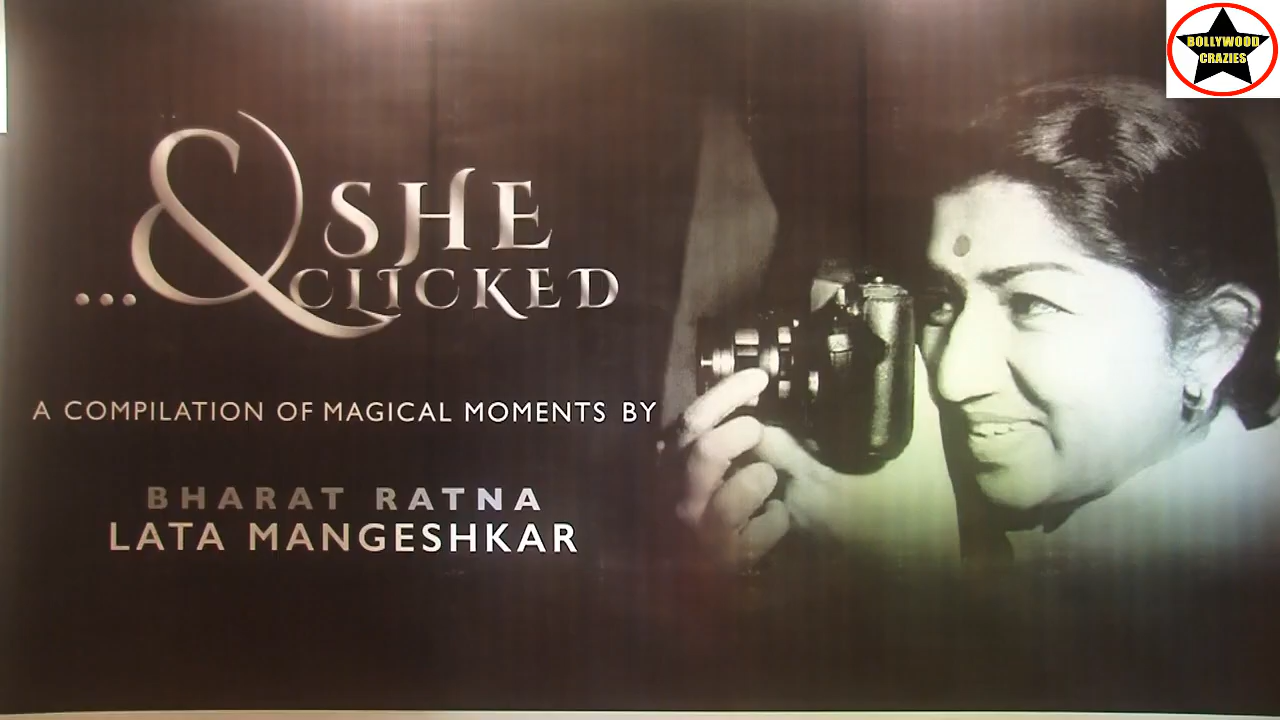 BOLLYWOOD
CRAZIES
...& SHE
CLICKED
A COMPILATION OF MAGICAL MOMENTS BY
BHARAT RATNA
LATA MANGESHKAR